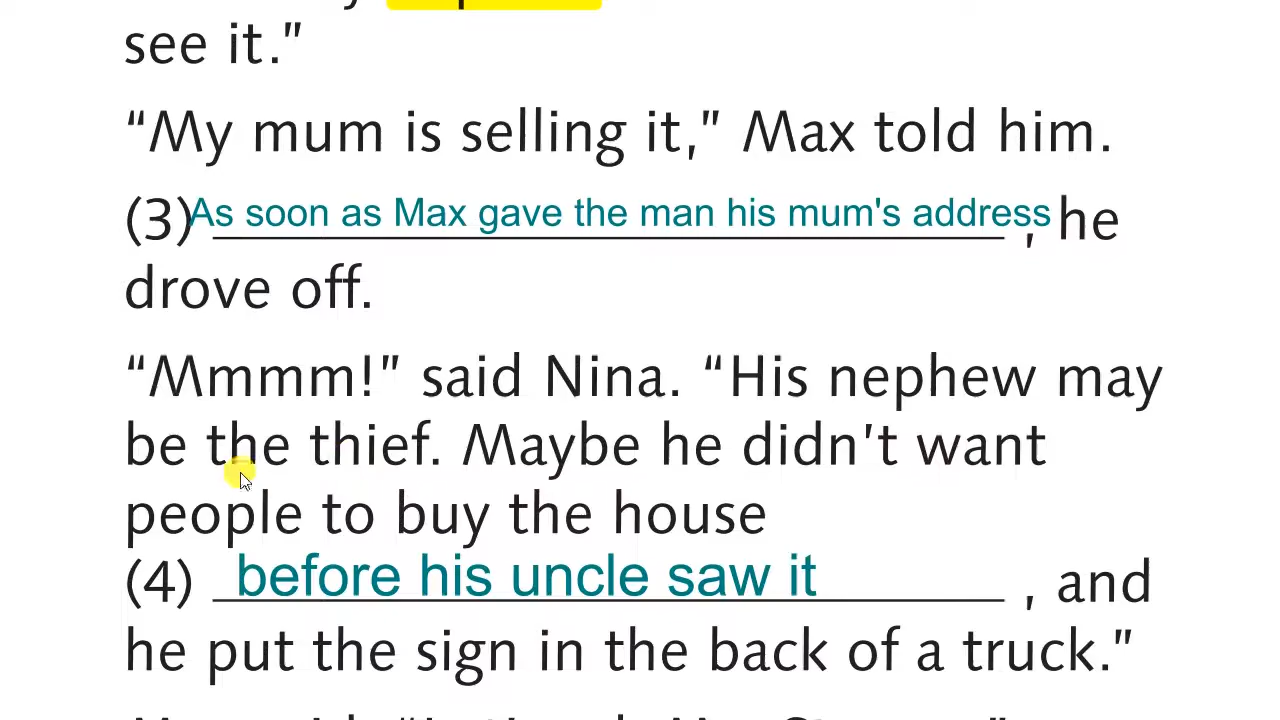 see it.”
“My mum is selling it,” Max told him.
(3) As soon as Max gave the man his mum's address , he
drove off.
“Mmmm!” said Nina. “His nephew may
be the thief. Maybe he didn’t want
people to buy the house
(4) before his uncle saw it , and
he put the sign in the back of a truck.”